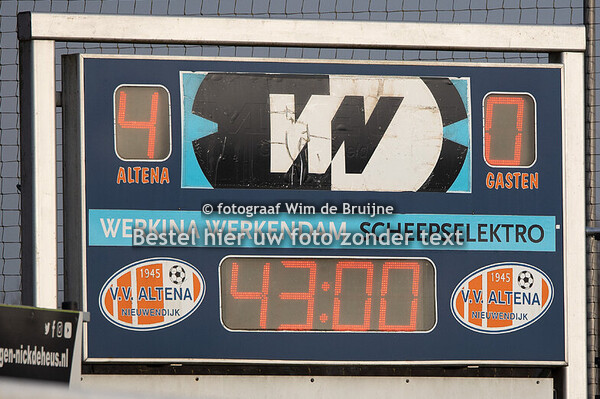 4
0
ALTENA
GASTEN
© fotograaf Wim de Bruijne
WERKINA WERKENDAM SCHEEPSELEKTRO
Bestel hier uw foto zonder text
1945
V.V. ALTENA
NIEUWENDIJK
43:00
1945
V.V. ALTENA
NIEUWENDIJK
gen-nickdeheus.nl